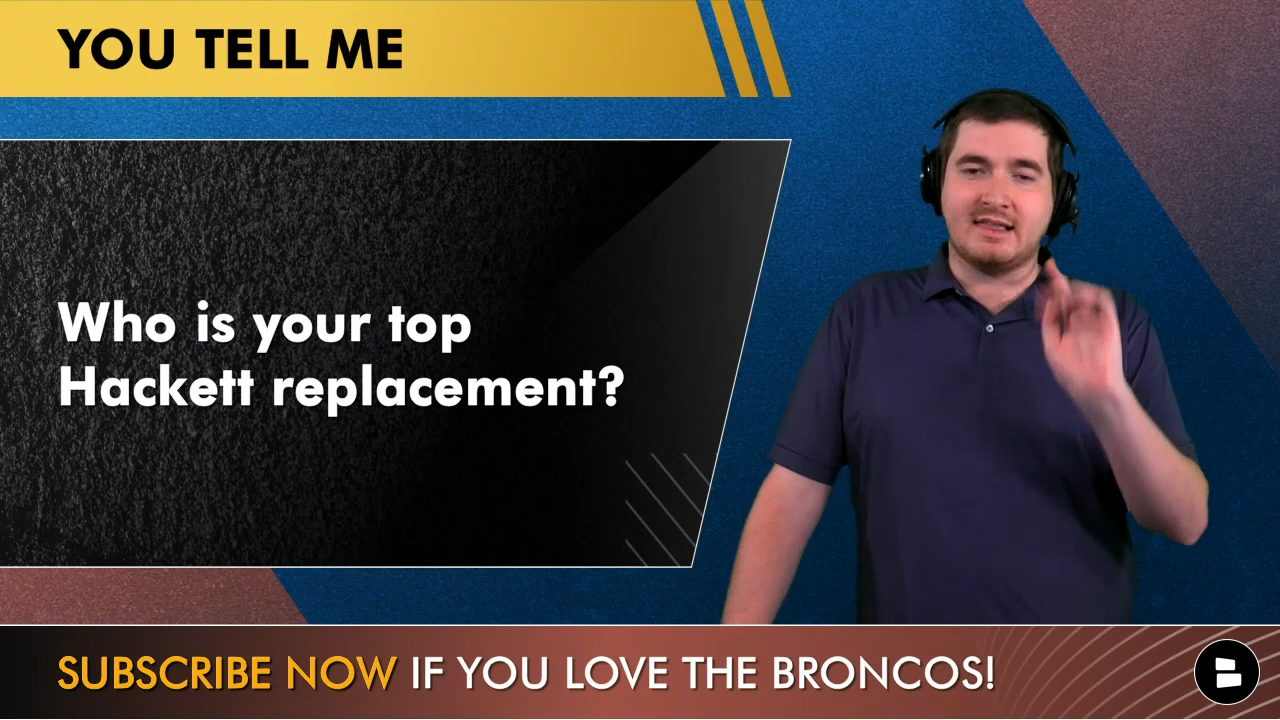 YOU TELL ME
Who is your top
Hackett replacement?
SUBSCRIBE NOW IF YOU LOVE THE BRONCOS!